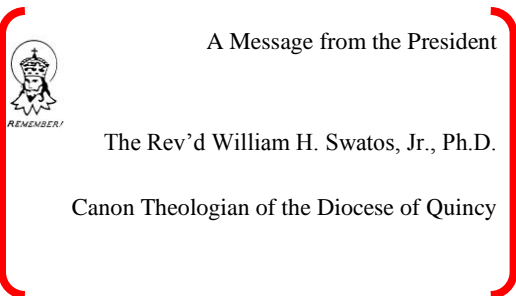 A Message from the President
REMEMBER!
The Rev’d William H. Swatos, Jr., Ph.D.
Canon Theologian of the Diocese of Quincy